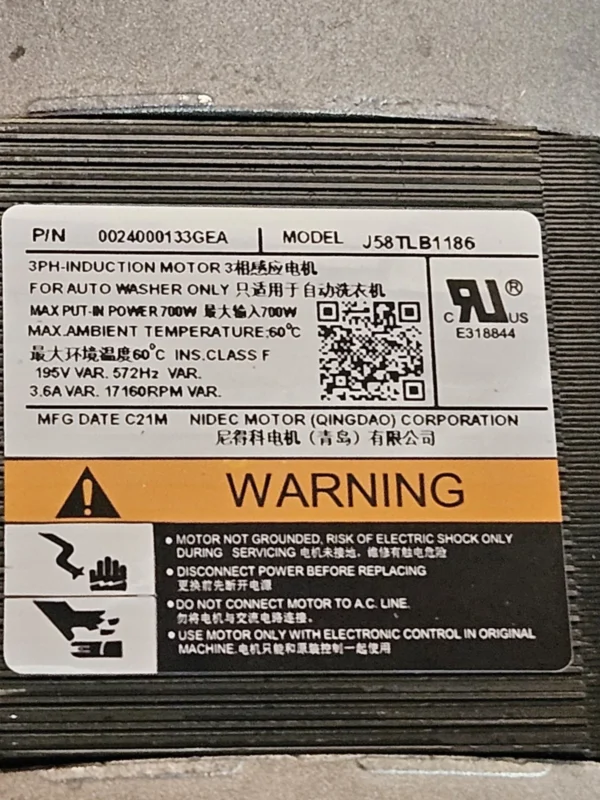 P/N 0024000133GEA MODEL J58TLB1186
3PH-INDUCTION MOTOR 3相感应电机
FOR AUTO WASHER ONLY 只适用于自动洗衣机
MAX PUT-IN POWER 700W 最大输入700W
MAX.AMBIENT TEMPERATURE:60°C
最大环境温度60°C INS.CLASS F
195V VAR. 572Hz VAR.
3.6A VAR. 17160RPM VAR.
C US ®
E318844
MFG DATE C21M NIDEC MOTOR (QINGDAO) CORPORATION
尼得科电机（青岛）有限公司
WARNING
• MOTOR NOT GROUNDED, RISK OF ELECTRIC SHOCK ONLY
DURING SERVICING 电机未接地，维修有触电危险
• DISCONNECT POWER BEFORE REPLACING
更换前先断开电源
• DO NOT CONNECT MOTOR TO A.C. LINE.
勿将电机与交流电路连接。
• USE MOTOR ONLY WITH ELECTRONIC CONTROL IN ORIGINAL
MACHINE.电机只能和原装控制一起使用